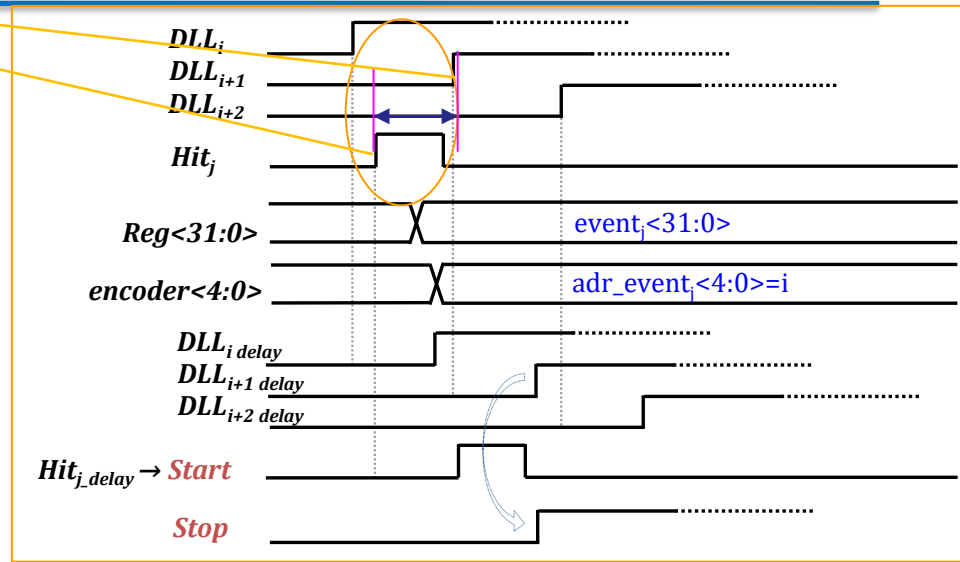 DLLi
DLLi+1
DLLi+2
Hitj
Reg<31:0> eventj<31:0>
encoder<4:0> adr_eventj<4:0>=i
DLLi delay
DLLi+1 delay
DLLi+2 delay
Hitj_delay → Start
Stop